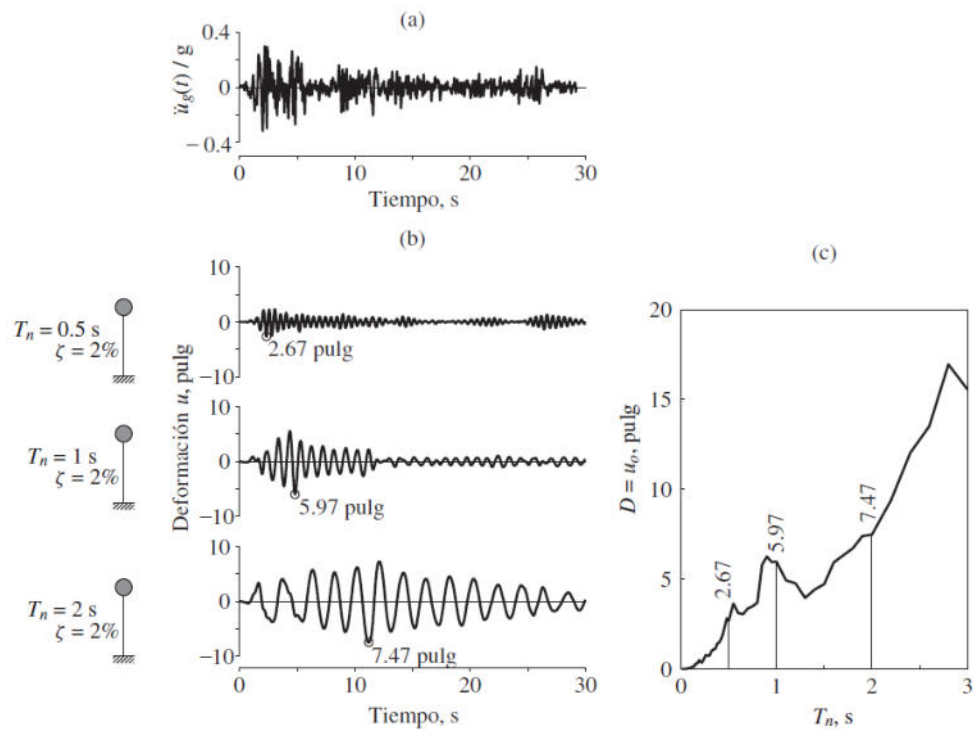 (a)
0.4
0
− 0.4
üg(t) / g
0 10 20 30
Tiempo, s
(b)
Deformación u, pulg
Tn = 0.5 s
ζ = 2%
10
0
−10
2.67 pulg
Tn = 1 s
ζ = 2%
10
0
−10
5.97 pulg
Tn = 2 s
ζ = 2%
10
0
−10
7.47 pulg
0 10 20 30
Tiempo, s
(c)
D = uo, pulg
20
15
10
5
0
2.67
5.97
7.47
0 1 2 3
Tn, s